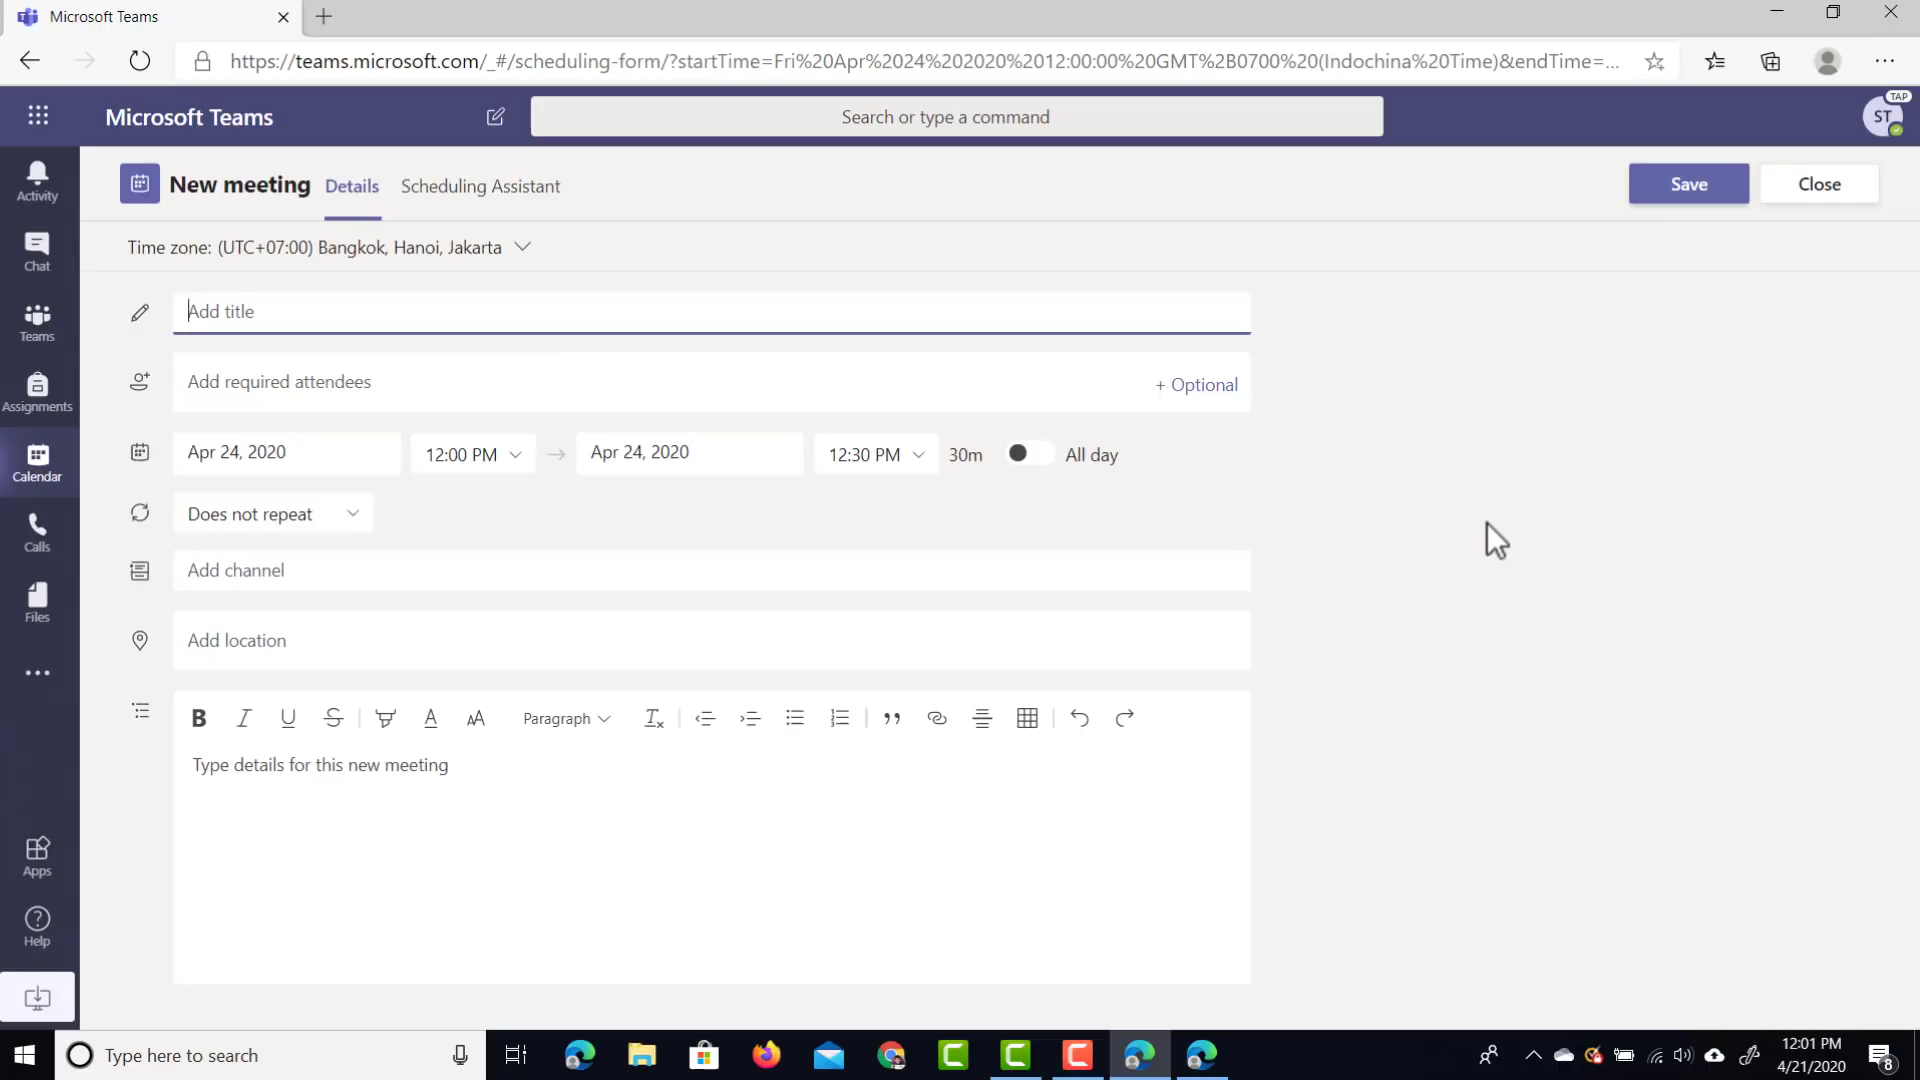 Microsoft Teams
https://teams.microsoft.com/_#/scheduling-form/?startTime=Fri%20Apr%2024%202020%2012:00:00%20GMT%2B0700%20(Indochina%20Time)&endTime=...
Microsoft Teams
Search or type a command
TAP
ST
Activity
Chat
Teams
Assignments
Calendar
Calls
Files
Apps
Help
New meeting Details Scheduling Assistant Save Close
Time zone: (UTC+07:00) Bangkok, Hanoi, Jakarta
Add title
Add required attendees + Optional
Apr 24, 2020 12:00 PM → Apr 24, 2020 12:30 PM 30m All day
Does not repeat
Add channel
Add location
B I U S A AA Paragraph
Type details for this new meeting
Type here to search
12:01 PM
4/21/2020
8